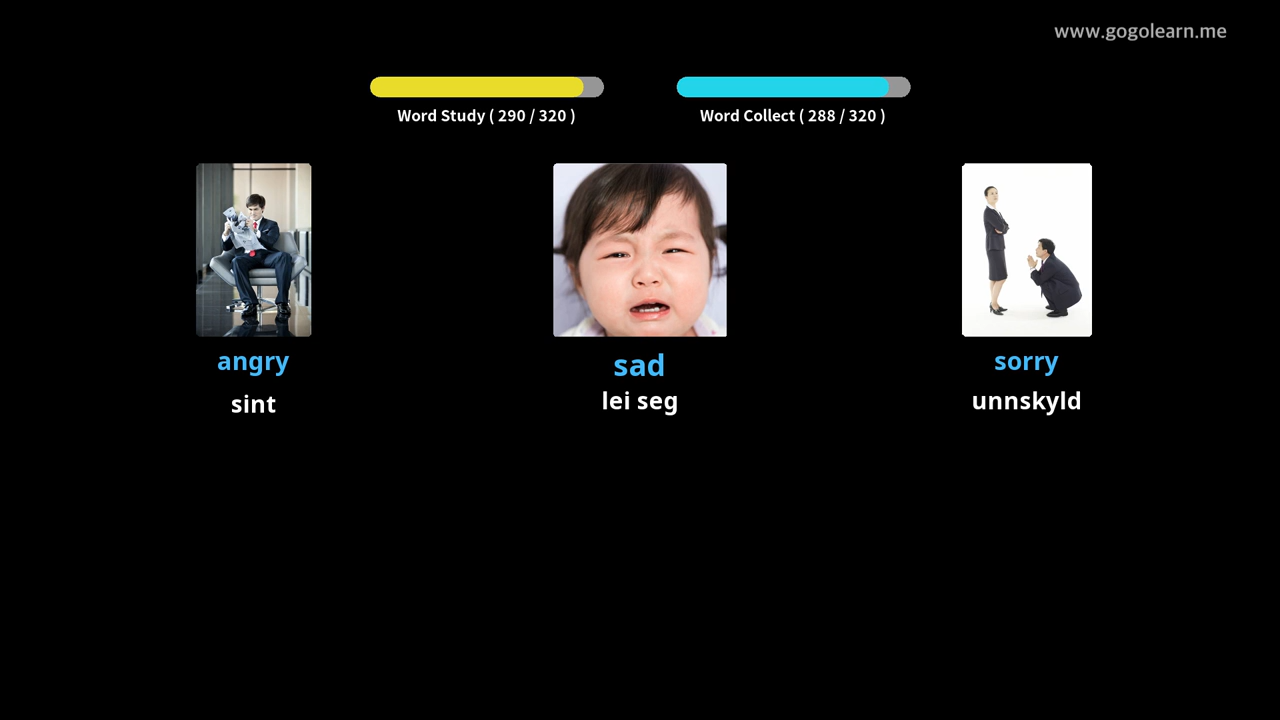 www.gogolearn.me
Word Study ( 290 / 320 )
Word Collect ( 288 / 320 )
angry
sad
sorry
sint
lei seg
unnskyld